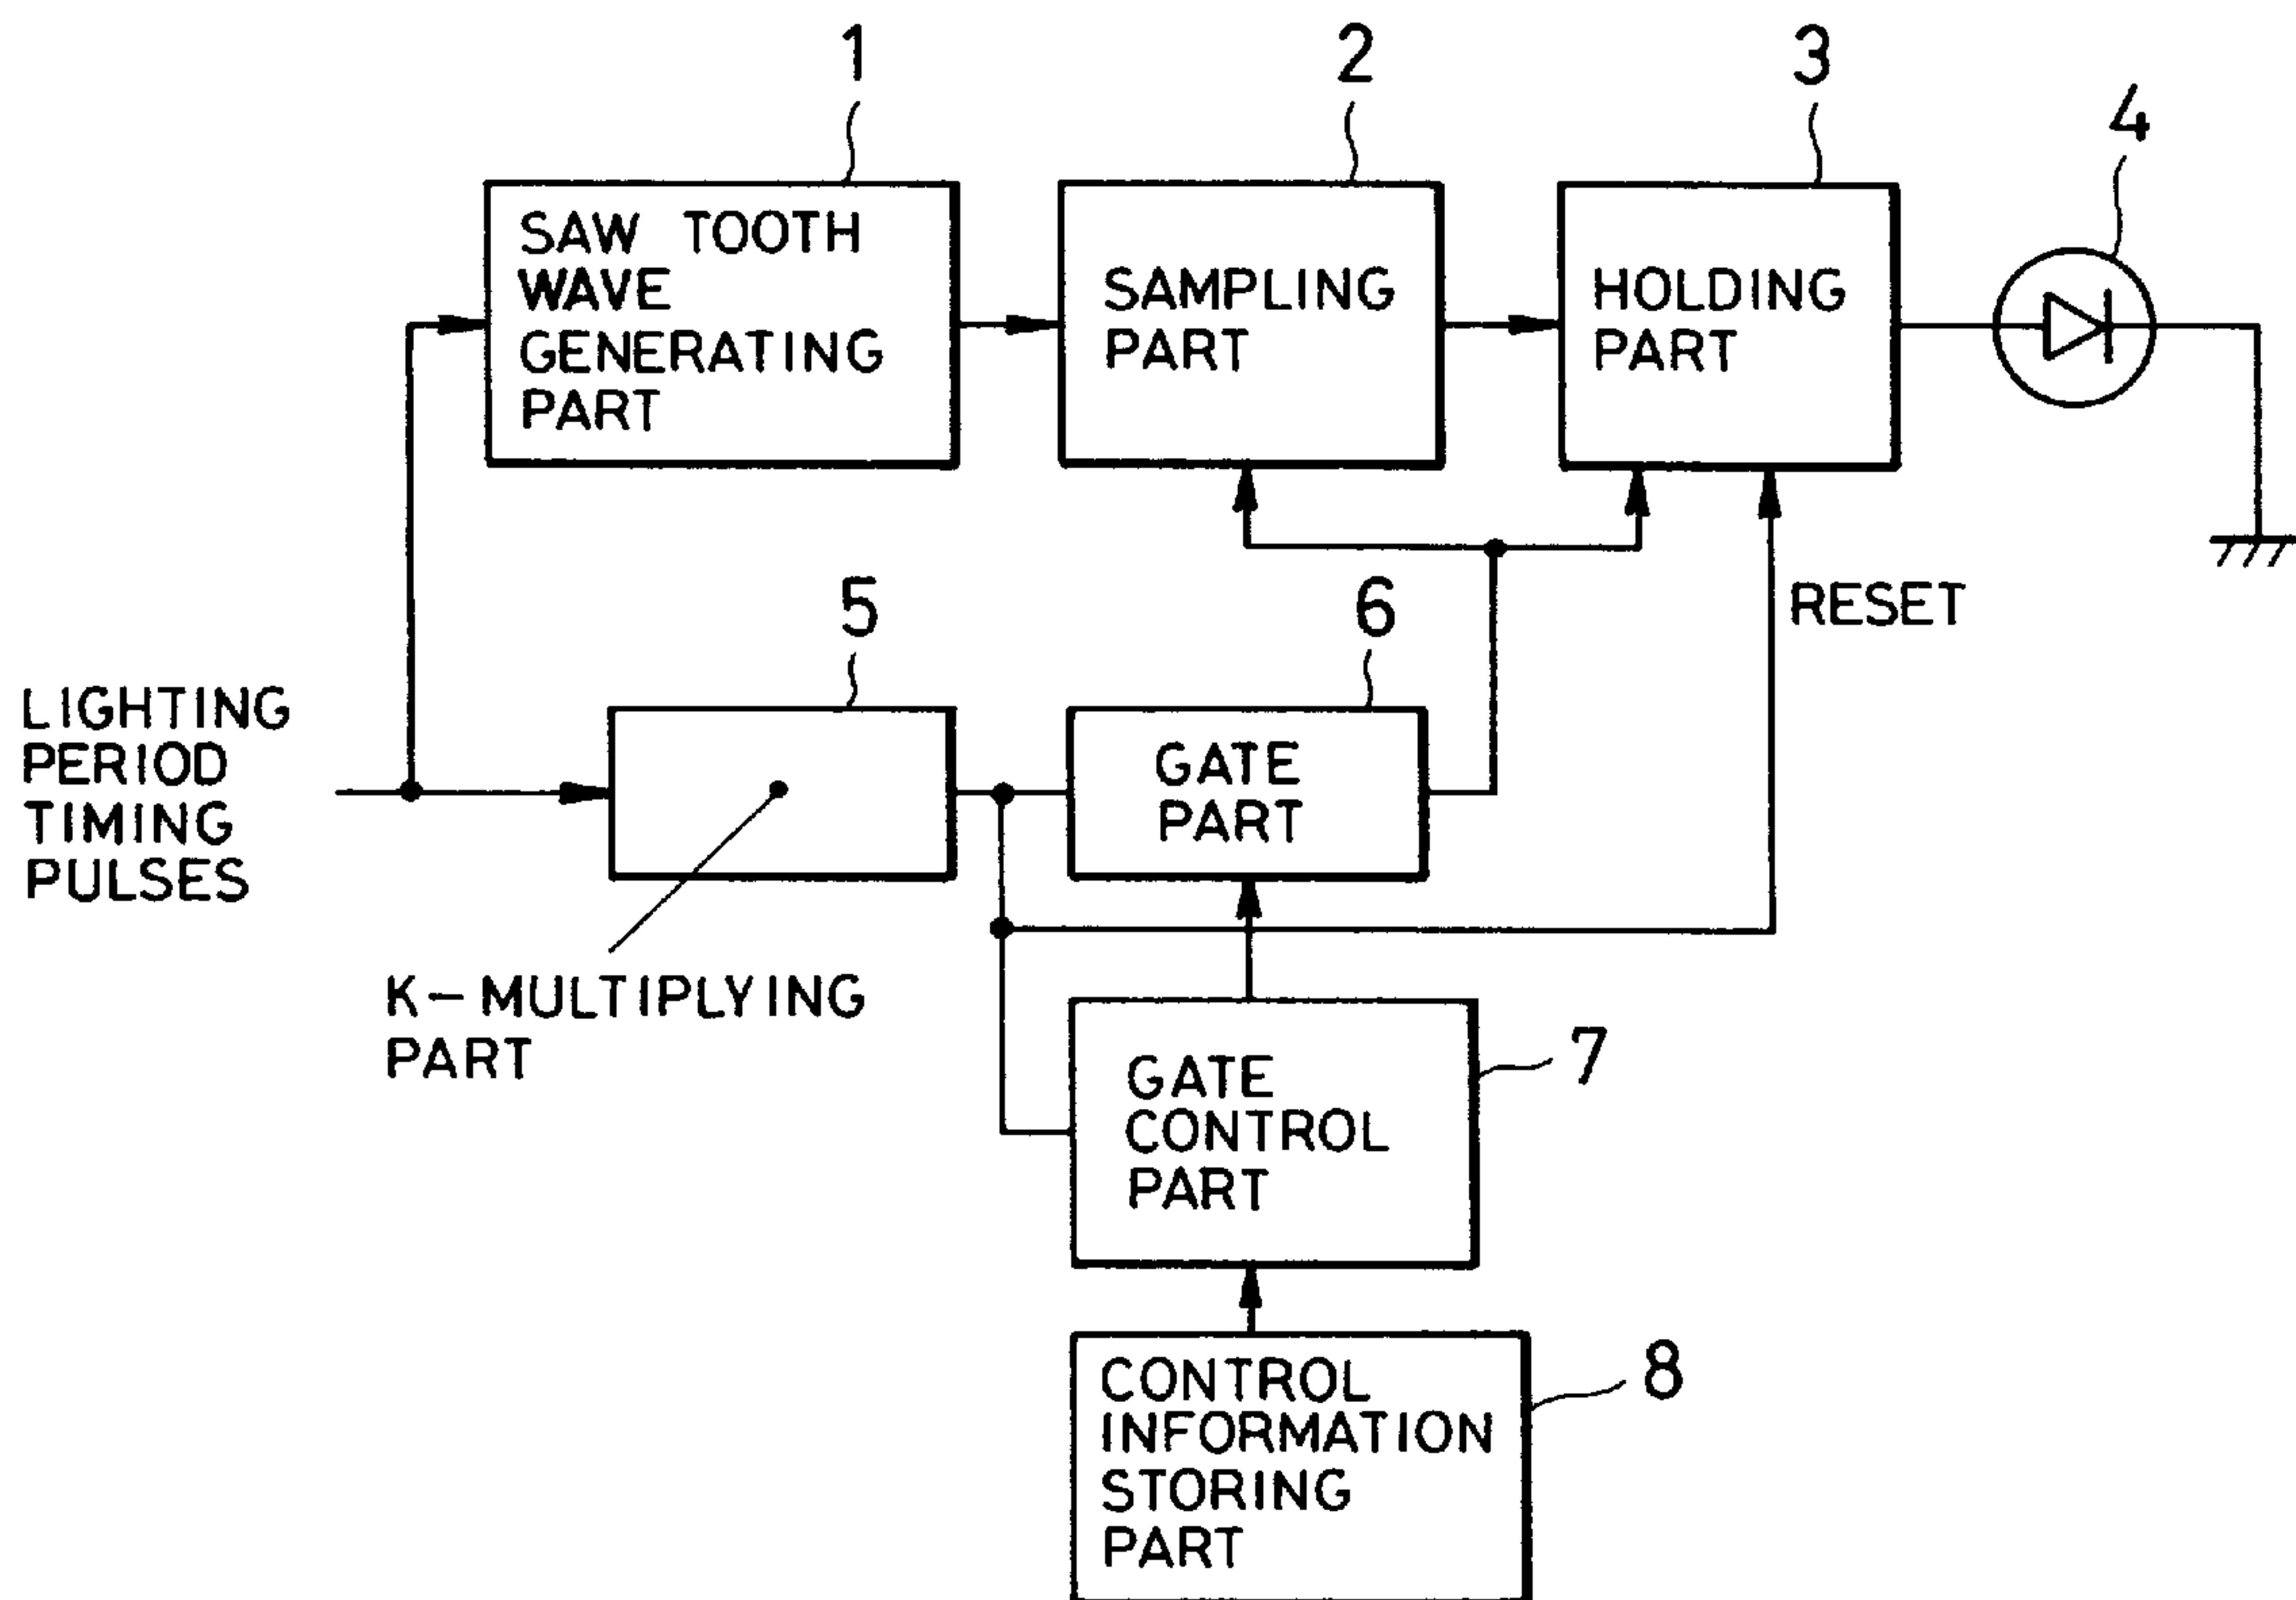 1
2
3
4
SAW TOOTH
WAVE
GENERATING
PART
SAMPLING
PART
HOLDING
PART
RESET
5
6
LIGHTING
PERIOD
TIMING
PULSES
GATE
PART
K-MULTIPLYING
PART
7
GATE
CONTROL
PART
8
CONTROL
INFORMATION
STORING
PART